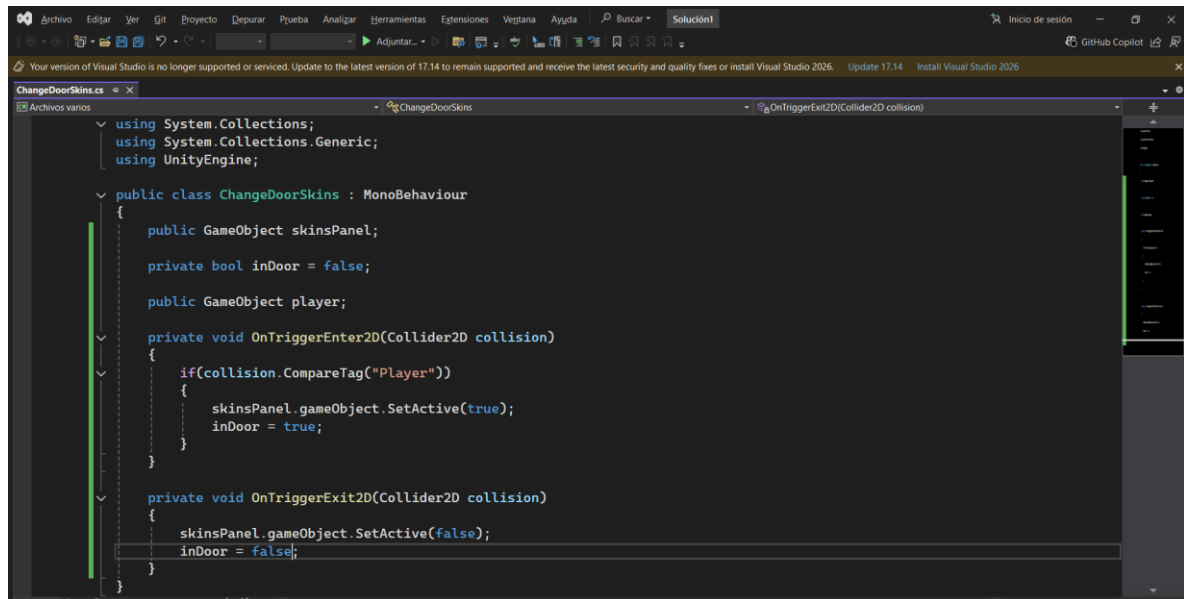 Archivo Editar Ver Git Proyecto Depurar Prueba Analizar Herramientas Extensiones Ventana Ayuda Buscar Solución1 Inicio de sesión
Adjuntar... GitHub Copilot
Your version of Visual Studio is no longer supported or serviced. Update to the latest version of 17.14 to remain supported and receive the latest security and quality fixes or install Visual Studio 2026. Update 17.14 Install Visual Studio 2026
ChangeDoorSkins.cs
Archivos varios ChangeDoorSkins OnTriggerExit2D(Collider2D collision)
using System.Collections;
using System.Collections.Generic;
using UnityEngine;
public class ChangeDoorSkins : MonoBehaviour
{
public GameObject skinsPanel;
private bool inDoor = false;
public GameObject player;
private void OnTriggerEnter2D(Collider2D collision)
{
if(collision.CompareTag("Player"))
{
skinsPanel.gameObject.SetActive(true);
inDoor = true;
}
}
private void OnTriggerExit2D(Collider2D collision)
{
skinsPanel.gameObject.SetActive(false);
inDoor = false;
}
}